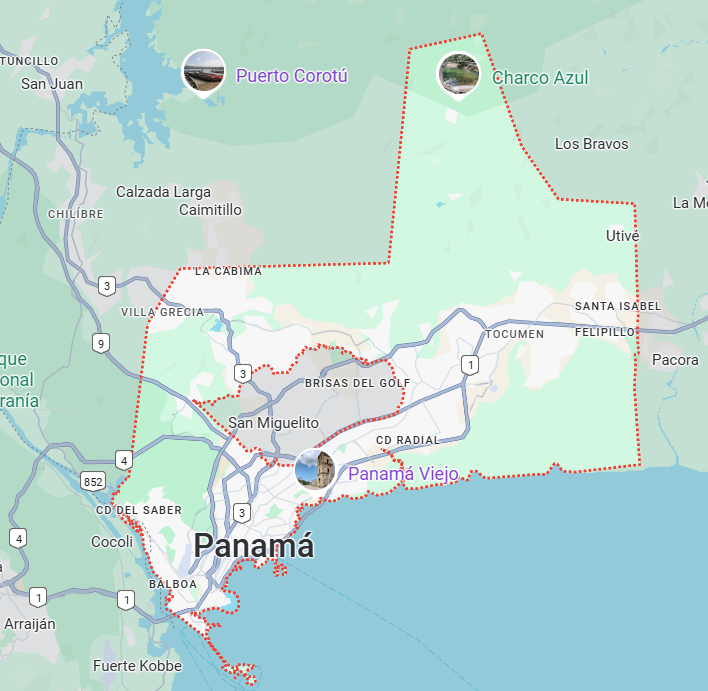 TUNCILLO
San Juan
Puerto Corotú
Charco Azul
Los Bravos
Calzada Larga
Caimitillo
CHILÍBRE
La M
Utivé
LA CABIMA
3
VILLA GRECIA
SANTA ISABEL
TOCUMEN
FELIPILLO
9
que
onal
ranía
Pacora
3
1
BRISAS DEL GOLF
San Miguelito
CD RADIAL
4
Panamá Viejo
852
CD DEL SABER
3
4
Cocoli
Panamá
BALBOA
1
1
a
Arraiján
Fuerte Kobbe